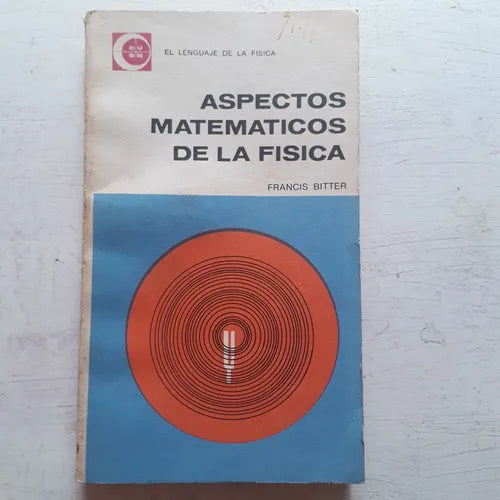 EL LENGUAJE DE LA FISICA
ASPECTOS
MATEMATICOS
DE LA FISICA
FRANCIS BITTER